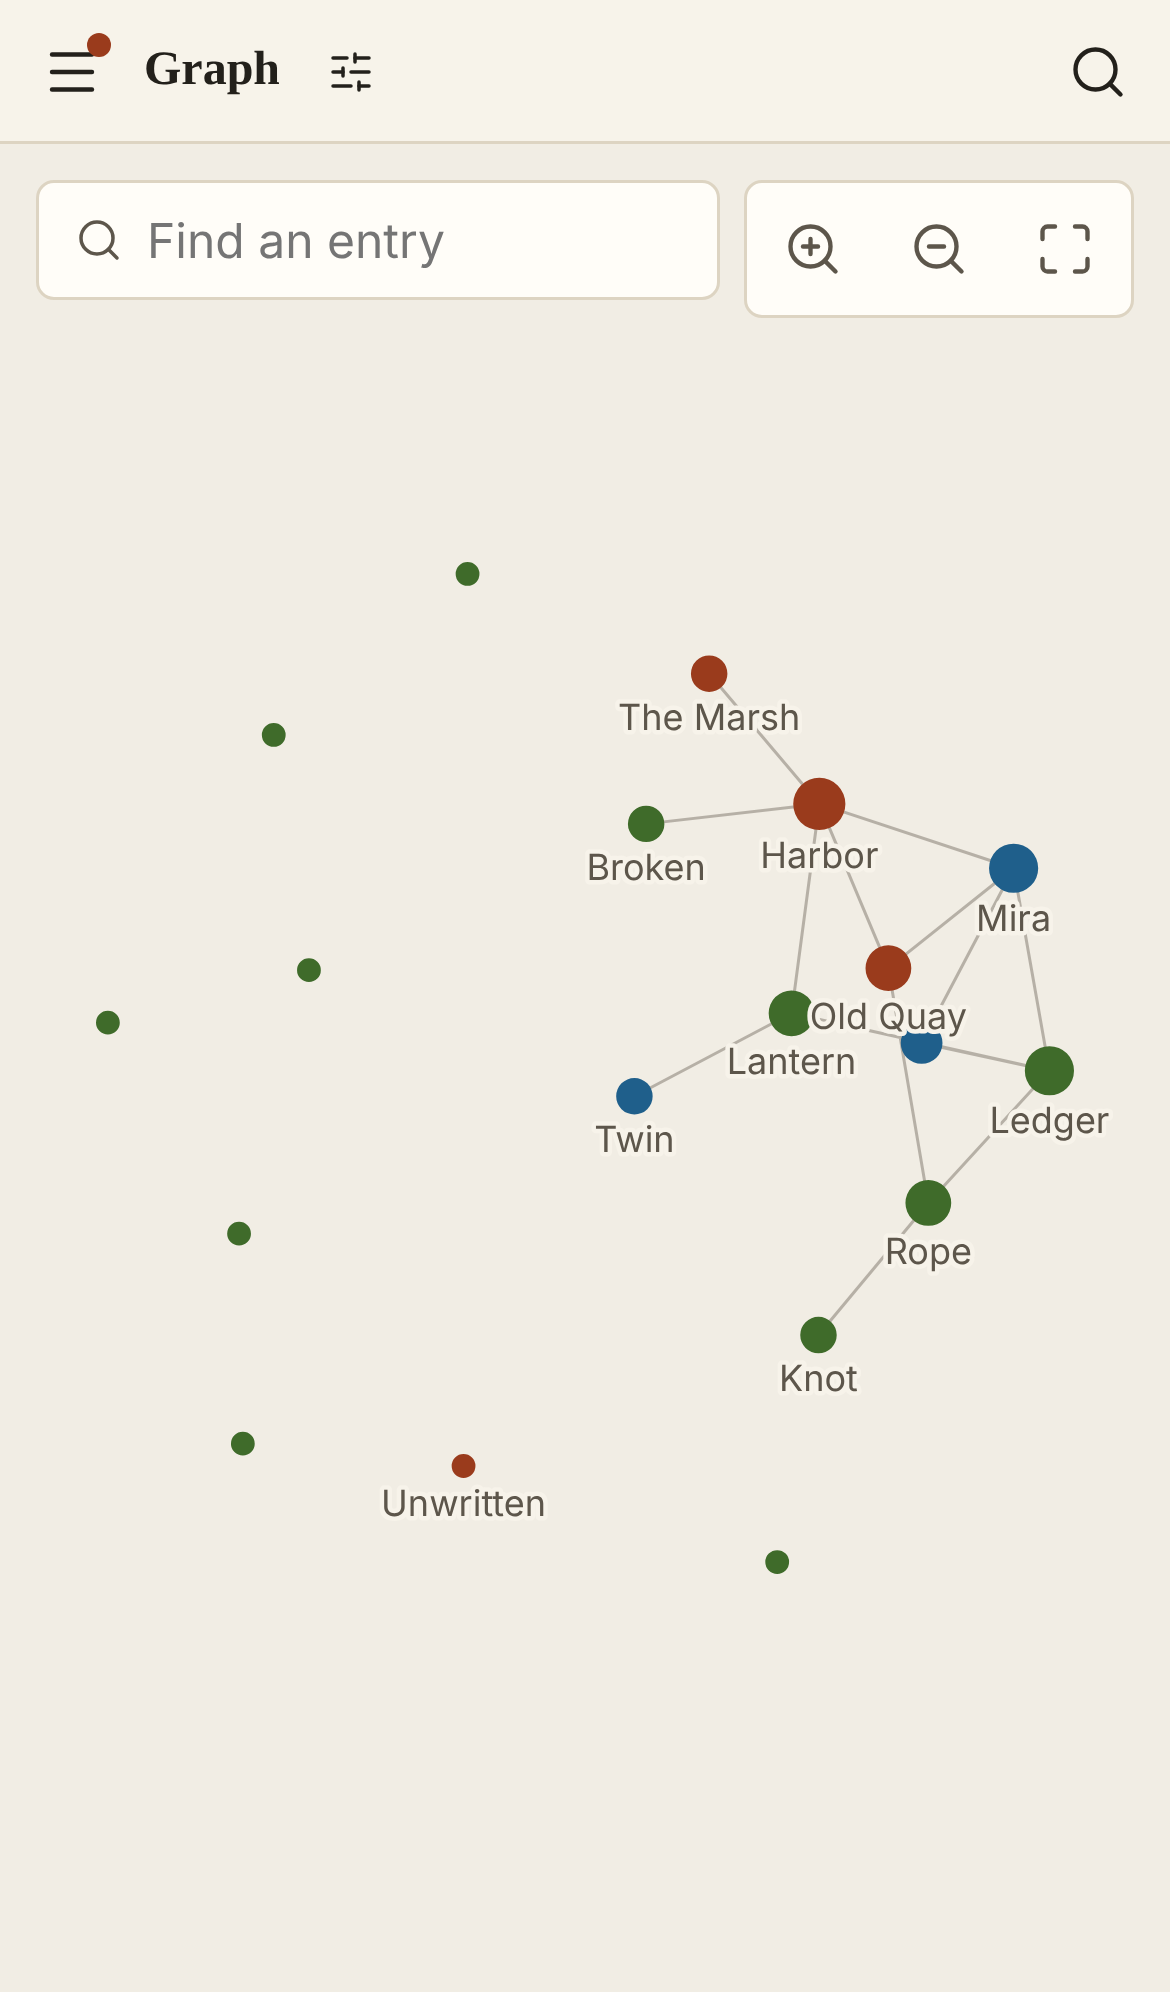 Graph
Find an entry
The Marsh
Harbor
Broken
Mira
Old Quay
Lantern
Ledger
Twin
Rope
Knot
Unwritten